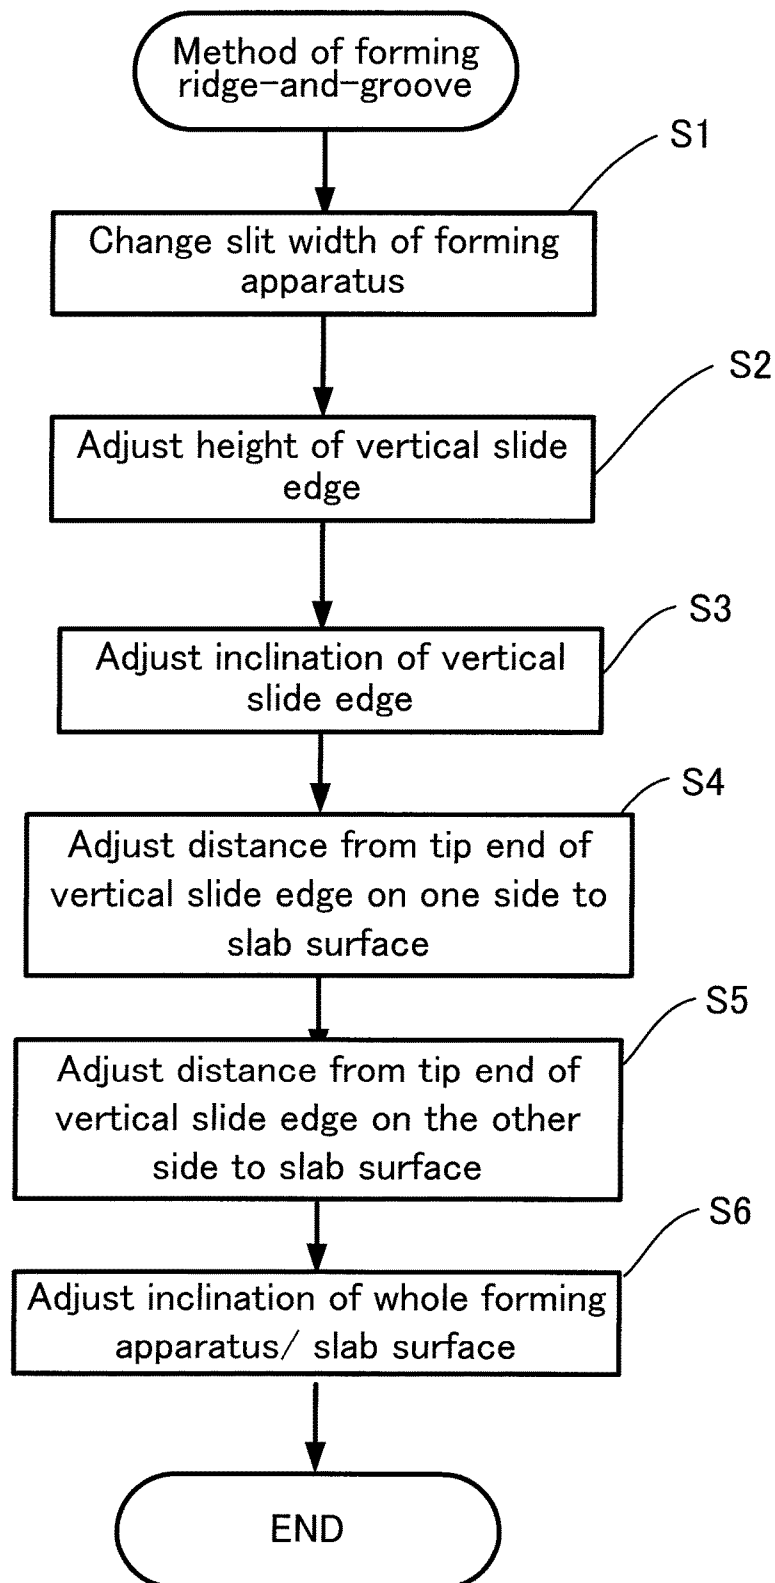 Method of forming
ridge-and-groove
S1
Change slit width of forming
apparatus
S2
Adjust height of vertical slide
edge
S3
Adjust inclination of vertical
slide edge
S4
Adjust distance from tip end of
vertical slide edge on one side to
slab surface
S5
Adjust distance from tip end of
vertical slide edge on the other
side to slab surface
S6
Adjust inclination of whole forming
apparatus/ slab surface
END